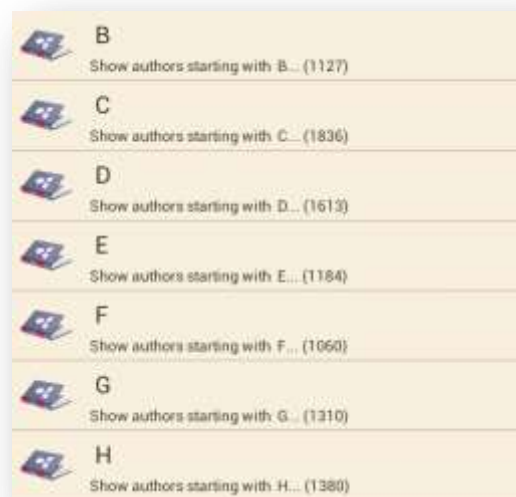 B
Show authors starting with B... (1127)
C
Show authors starting with C... (1836)
D
Show authors starting with D... (1613)
E
Show authors starting with E... (1184)
F
Show authors starting with F... (1060)
G
Show authors starting with G... (1310)
H
Show authors starting with H... (1380)